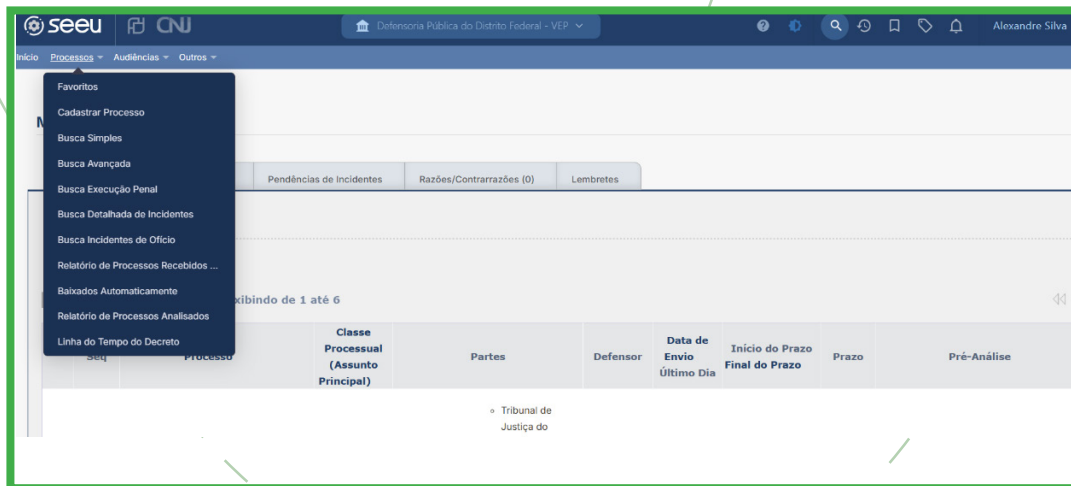 seeu CNJ Defensoria Pública do Distrito Federal - VEP Alexandre Silva
Início Processos Audiências Outros
Favoritos
Cadastrar Processo
Busca Simples
Busca Avançada
Pendências de Incidentes Razões/Contrarrazões (0) Lembretes
Busca Execução Penal
Busca Detalhada de Incidentes
Busca Incidentes de Ofício
Relatório de Processos Recebidos ...
Baixados Automaticamente
xibindo de 1 até 6
Relatório de Processos Analisados
Linha do Tempo do Decreto
Seq
Processo
Classe
Processual
(Assunto
Principal)
Partes
Defensor
Data de
Envio
Último Dia
Início do Prazo
Final do Prazo
Prazo
Pré-Análise
Tribunal de
Justiça do